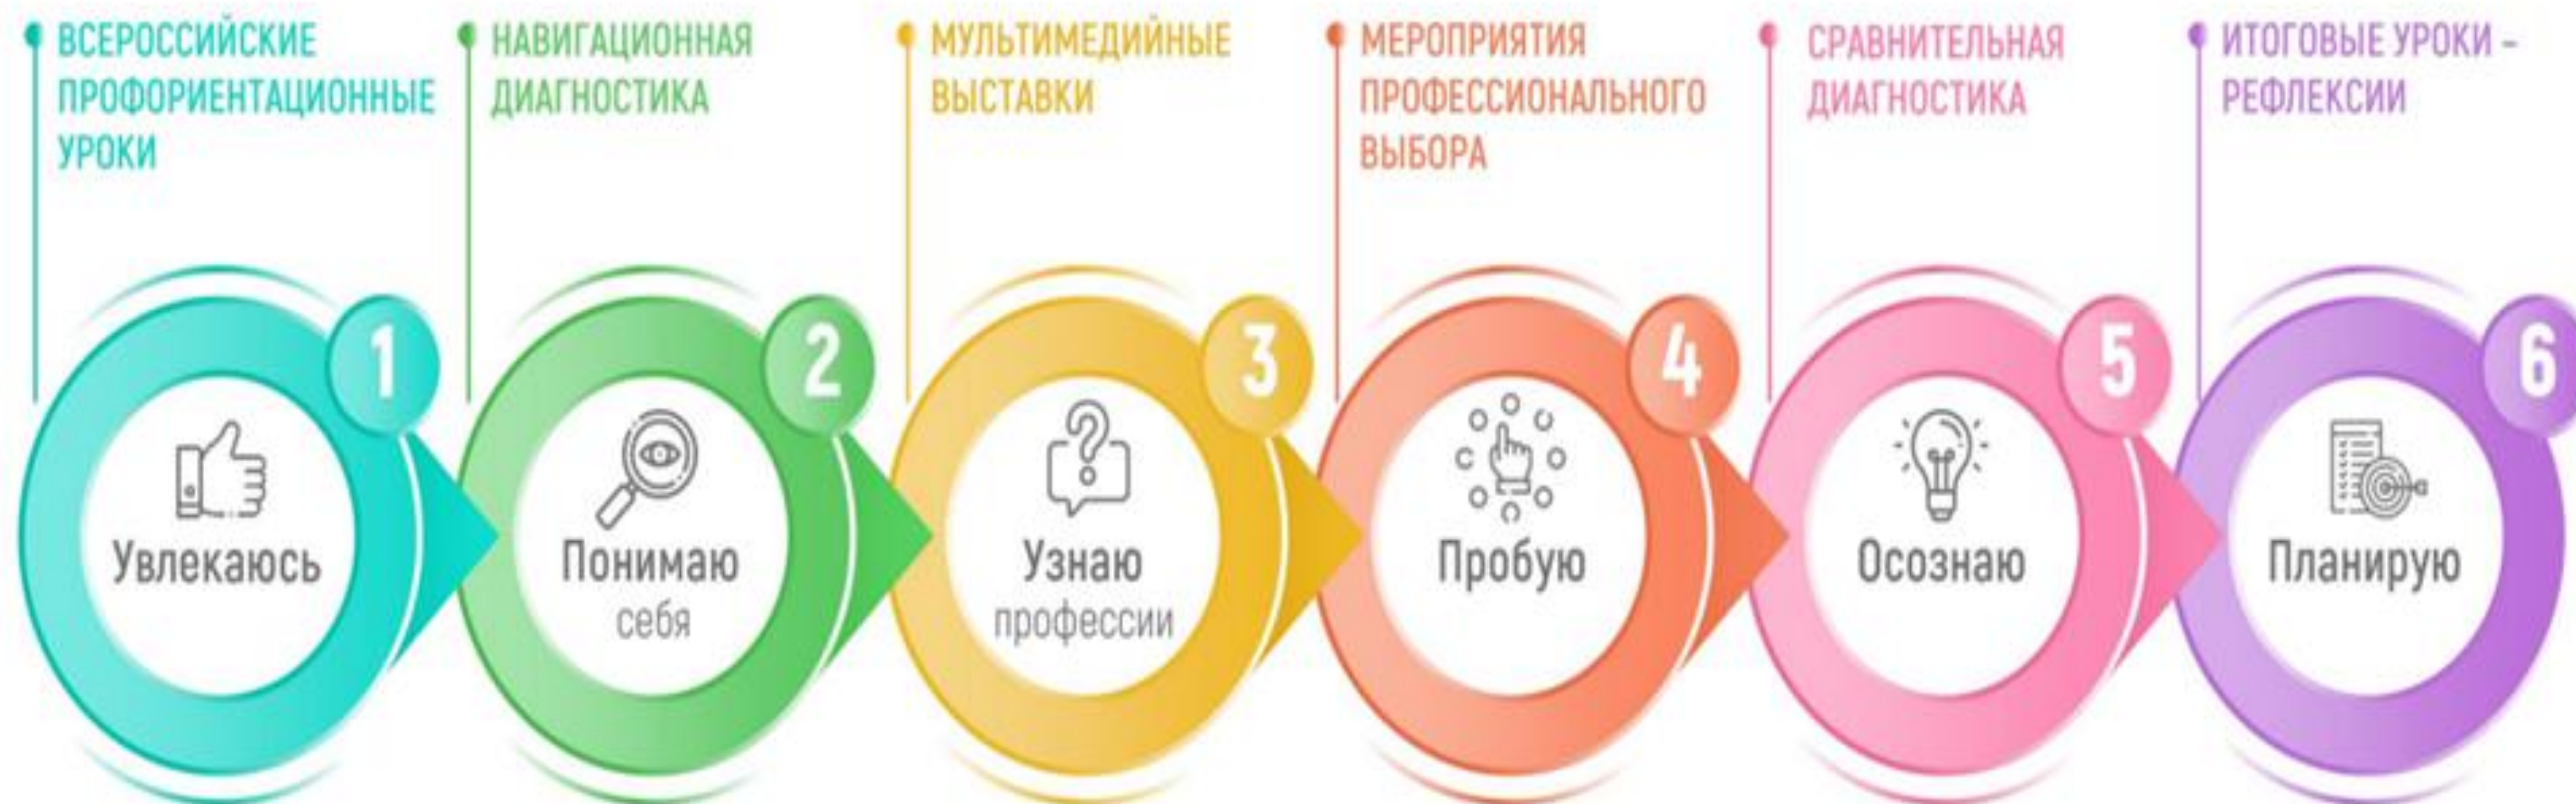 ВСЕРОССИЙСКИЕ
ПРОФОРИЕНТАЦИОННЫЕ
УРОКИ
НАВИГАЦИОННАЯ
ДИАГНОСТИКА
МУЛЬТИМЕДИЙНЫЕ
ВЫСТАВКИ
МЕРОПРИЯТИЯ
ПРОФЕССИОНАЛЬНОГО
ВЫБОРА
СРАВНИТЕЛЬНАЯ
ДИАГНОСТИКА
ИТОГОВЫЕ УРОКИ –
РЕФЛЕКСИИ
1
Увлекаюсь
2
Понимаю
себя
3
Узнаю
профессии
4
Пробую
5
Осознаю
6
Планирую